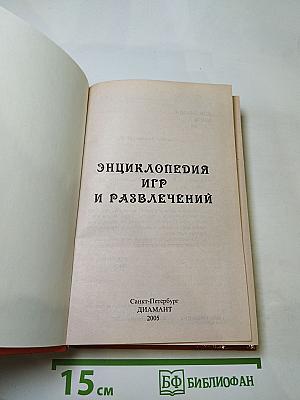 ЭНЦИКЛОПЕДИЯ
ИГР
И РАЗВЛЕЧЕНИЙ
Санкт-Петербург
ДИАМАНТ
2005
15 см
БФ БИБЛИОФАН